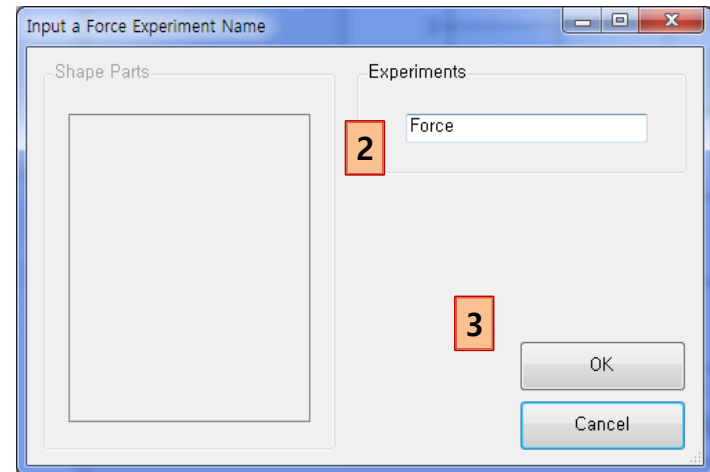 Input a Force Experiment Name
Shape Parts
Experiments
Force
2
3
OK
Cancel